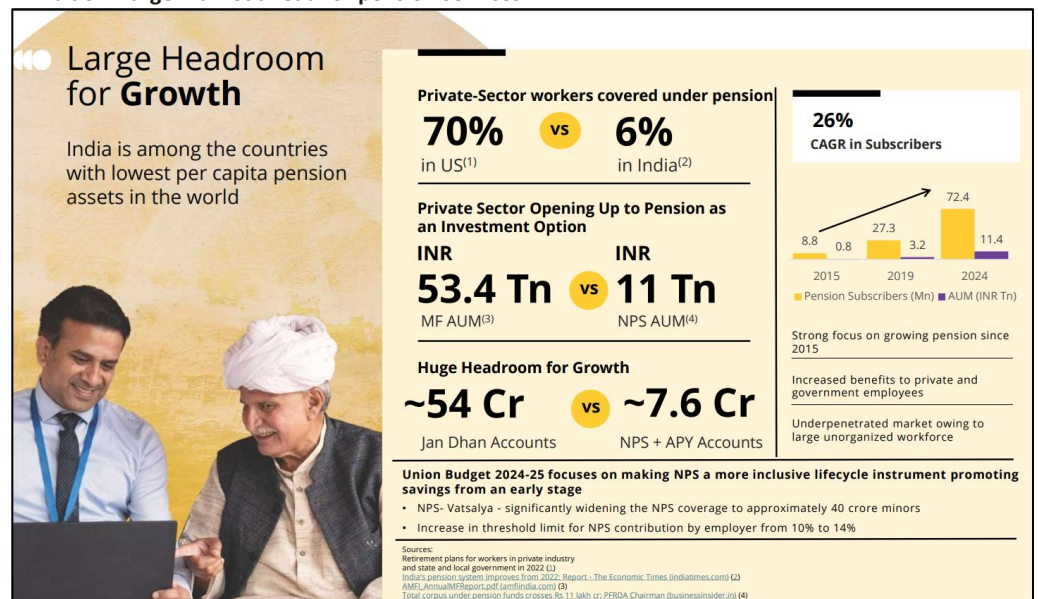 Large Headroom
for Growth
India is among the countries
with lowest per capita pension
assets in the world
Private-Sector workers covered under pension
70% vs 6%
in US(1) in India(2)
Private Sector Opening Up to Pension as
an Investment Option
INR INR
53.4 Tn vs 11 Tn
MF AUM(3) NPS AUM(4)
Huge Headroom for Growth
~54 Cr vs ~7.6 Cr
Jan Dhan Accounts NPS + APY Accounts
26%
CAGR in Subscribers
72.4
27.3
8.8 0.8 3.2 11.4
2015 2019 2024
Pension Subscribers (Mn) AUM (INR Tn)
Strong focus on growing pension since
2015
Increased benefits to private and
government employees
Underpenetrated market owing to
large unorganized workforce
Union Budget 2024-25 focuses on making NPS a more inclusive lifecycle instrument promoting
savings from an early stage
• NPS- Vatsalya - significantly widening the NPS coverage to approximately 40 crore minors
• Increase in threshold limit for NPS contribution by employer from 10% to 14%
Sources:
Retirement plans for workers in private industry
and state and local government in 2022 (1)
India's pension system improves from 2022: Report - The Economic Times (indiatimes.com) (2)
AMFI_AnnualMFReport.pdf (amfiindia.com) (3)
Total corpus under pension funds crosses Rs 11 lakh cr: PFRDA Chairman (businessinsider.in) (4)